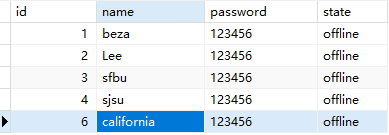 id name password state
1 beza 123456 offline
2 Lee 123456 offline
3 sfbu 123456 offline
4 sjsu 123456 offline
6 california 123456 offline